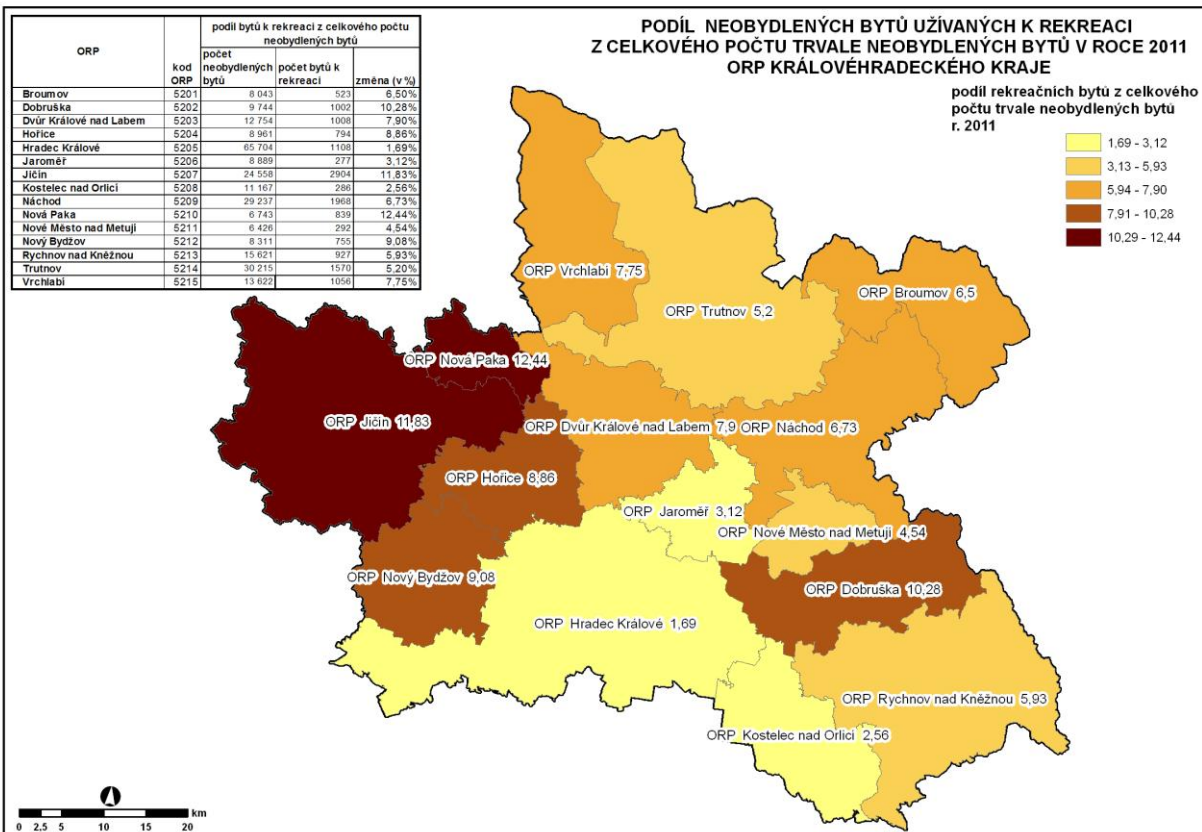 PODÍL NEOBYDLENÝCH BYTŮ UŽÍVANÝCH K REKREACI
Z CELKOVÉHO POČTU TRVALE NEOBYDLENÝCH BYTŮ V ROCE 2011
ORP KRÁLOVÉHRADECKÉHO KRAJE
ORP kod ORP podíl bytů k rekreaci z celkového počtu neobydlených bytů
počet neobydlených bytů počet bytů k rekreaci změna (v %)
Broumov 5201 8 043 523 6,50%
Dobruška 5202 9 744 1002 10,28%
Dvůr Králové nad Labem 5203 12 754 1008 7,90%
Hořice 5204 8 961 794 8,86%
Hradec Králové 5205 65 704 1108 1,69%
Jaroměř 5206 8 889 277 3,12%
Jičín 5207 24 558 2904 11,83%
Kostelec nad Orlicí 5208 11 167 286 2,56%
Náchod 5209 29 237 1968 6,73%
Nová Paka 5210 6 743 839 12,44%
Nové Město nad Metují 5211 6 426 292 4,54%
Nový Bydžov 5212 8 311 755 9,08%
Rychnov nad Kněžnou 5213 15 621 927 5,93%
Trutnov 5214 30 215 1570 5,20%
Vrchlabí 5215 13 622 1056 7,75%
podíl rekreačních bytů z celkového
počtu trvale neobydlených bytů
r. 2011
1,69 - 3,12
3,13 - 5,93
5,94 - 7,90
7,91 - 10,28
10,29 - 12,44
ORP Vrchlabí 7,75
ORP Broumov 6,5
ORP Trutnov 5,2
ORP Nová Paka 12,44
ORP Jičín 11,83
ORP Dvůr Králové nad Labem 7,9
ORP Náchod 6,73
ORP Hořice 8,86
ORP Jaroměř 3,12
ORP Nové Město nad Metují 4,54
ORP Nový Bydžov 9,08
ORP Dobruška 10,28
ORP Hradec Králové 1,69
ORP Rychnov nad Kněžnou 5,93
ORP Kostelec nad Orlicí 2,56
km
0 2,5 5 10 15 20